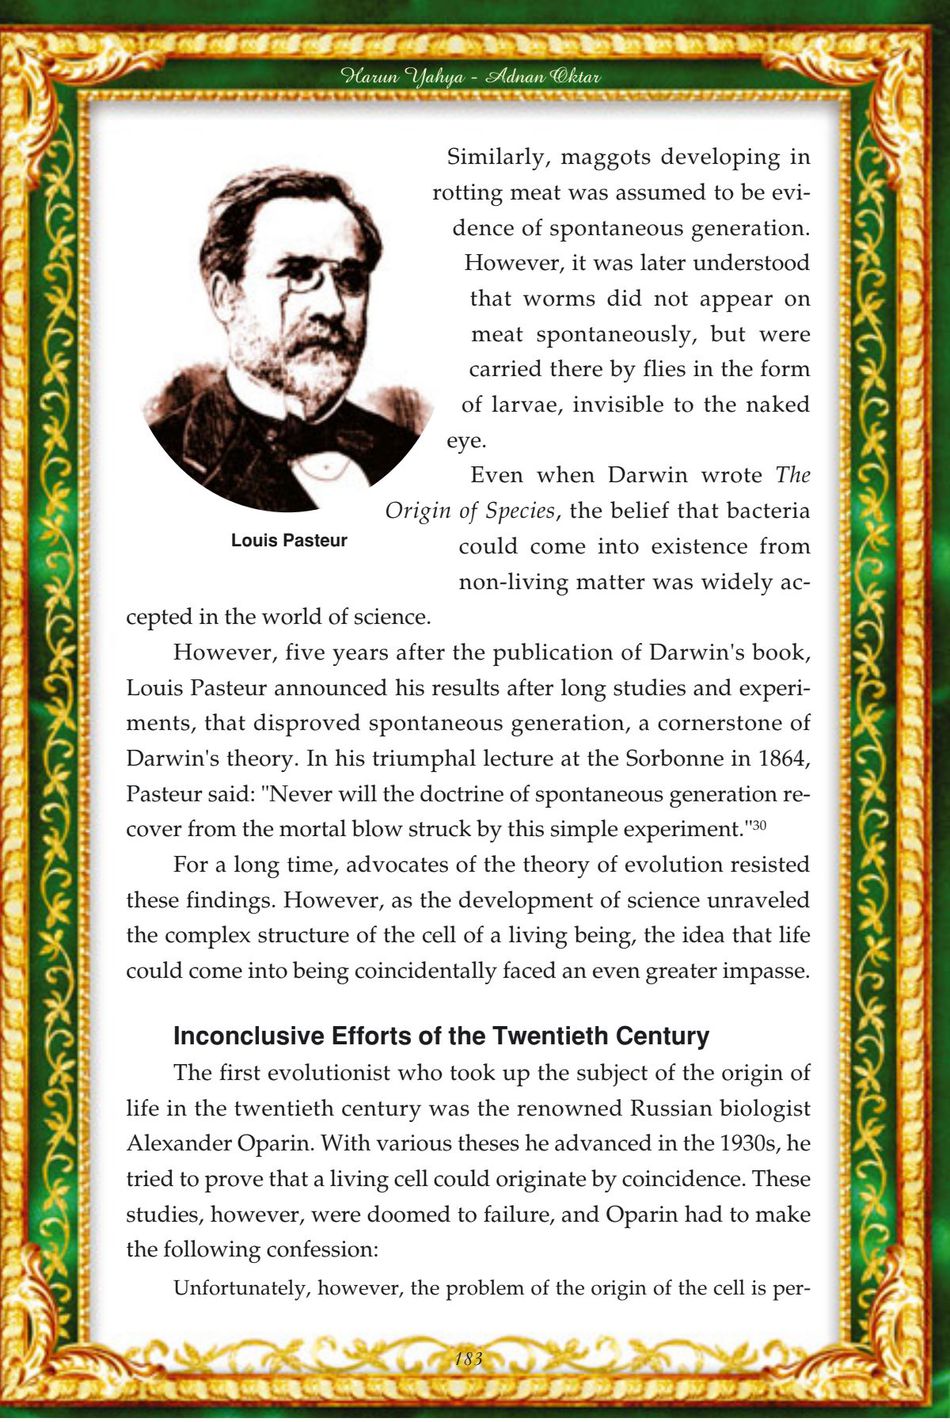 Harun Yahya - Adnan Oktar
Similarly, maggots developing in
rotting meat was assumed to be evi-
dence of spontaneous generation.
However, it was later understood
that worms did not appear on
meat spontaneously, but were
carried there by flies in the form
of larvae, invisible to the naked
eye.
Even when Darwin wrote The
Origin of Species, the belief that bacteria
could come into existence from
non-living matter was widely ac-
cepted in the world of science.
Louis Pasteur
However, five years after the publication of Darwin's book,
Louis Pasteur announced his results after long studies and experi-
ments, that disproved spontaneous generation, a cornerstone of
Darwin's theory. In his triumphal lecture at the Sorbonne in 1864,
Pasteur said: "Never will the doctrine of spontaneous generation re-
cover from the mortal blow struck by this simple experiment."30
For a long time, advocates of the theory of evolution resisted
these findings. However, as the development of science unraveled
the complex structure of the cell of a living being, the idea that life
could come into being coincidentally faced an even greater impasse.
Inconclusive Efforts of the Twentieth Century
The first evolutionist who took up the subject of the origin of
life in the twentieth century was the renowned Russian biologist
Alexander Oparin. With various theses he advanced in the 1930s, he
tried to prove that a living cell could originate by coincidence. These
studies, however, were doomed to failure, and Oparin had to make
the following confession:
Unfortunately, however, the problem of the origin of the cell is per-
183